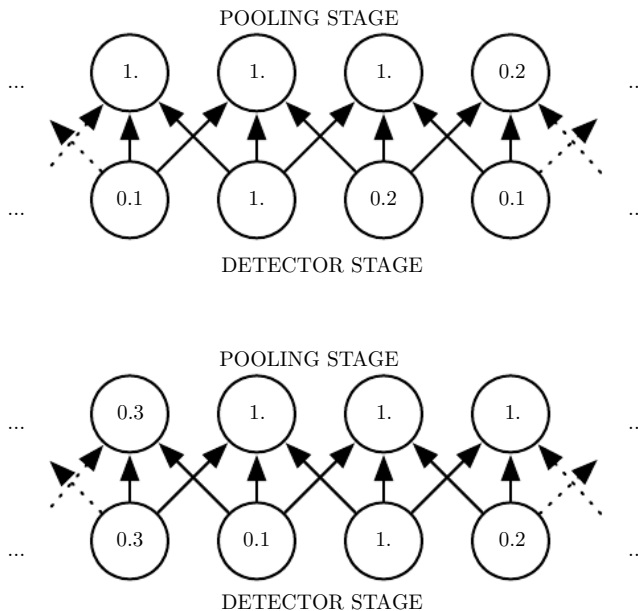 POOLING STAGE
... 1. 1. 1. 0.2 ...
... 0.1 1. 0.2 0.1 ...
DETECTOR STAGE
POOLING STAGE
... 0.3 1. 1. 1. ...
... 0.3 0.1 1. 0.2 ...
DETECTOR STAGE